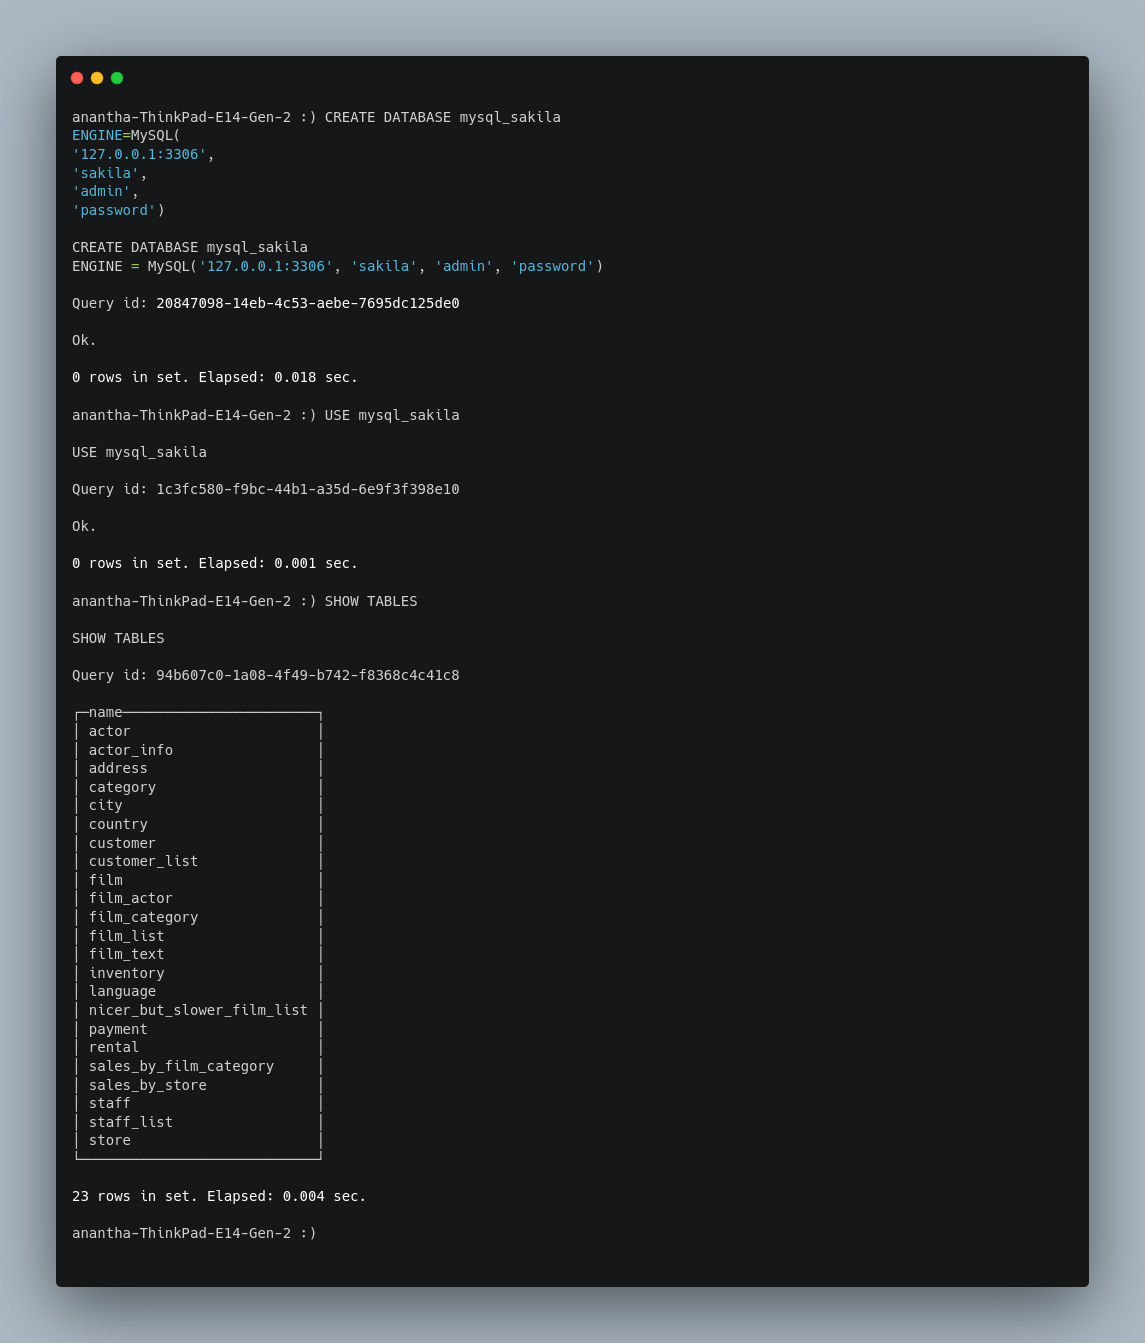 anantha-ThinkPad-E14-Gen-2 :) CREATE DATABASE mysql_sakila
ENGINE=MySQL(
'127.0.0.1:3306',
'sakila',
'admin',
'password')
CREATE DATABASE mysql_sakila
ENGINE = MySQL('127.0.0.1:3306', 'sakila', 'admin', 'password')
Query id: 20847098-14eb-4c53-aebe-7695dc125de0
Ok.
0 rows in set. Elapsed: 0.018 sec.
anantha-ThinkPad-E14-Gen-2 :) USE mysql_sakila
USE mysql_sakila
Query id: 1c3fc580-f9bc-44b1-a35d-6e9f3f398e10
Ok.
0 rows in set. Elapsed: 0.001 sec.
anantha-ThinkPad-E14-Gen-2 :) SHOW TABLES
SHOW TABLES
Query id: 94b607c0-1a08-4f49-b742-f8368c4c41c8
┌─name───────────────────────┐
│ actor                      │
│ actor_info                 │
│ address                    │
│ category                   │
│ city                       │
│ country                    │
│ customer                   │
│ customer_list              │
│ film                       │
│ film_actor                 │
│ film_category              │
│ film_list                  │
│ film_text                  │
│ inventory                  │
│ language                   │
│ nicer_but_slower_film_list │
│ payment                    │
│ rental                     │
│ sales_by_film_category     │
│ sales_by_store             │
│ staff                      │
│ staff_list                 │
│ store                      │
└────────────────────────────┘
23 rows in set. Elapsed: 0.004 sec.
anantha-ThinkPad-E14-Gen-2 :)